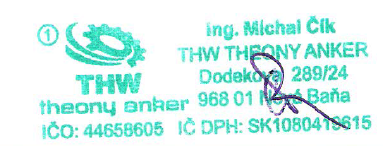 1
Ing. Michal Čík
THW THEONY ANKER
Dodekova 289/24
968 01 Nová Baňa
THW
theony anker
IČO: 44658605 IČ DPH: SK1080419615